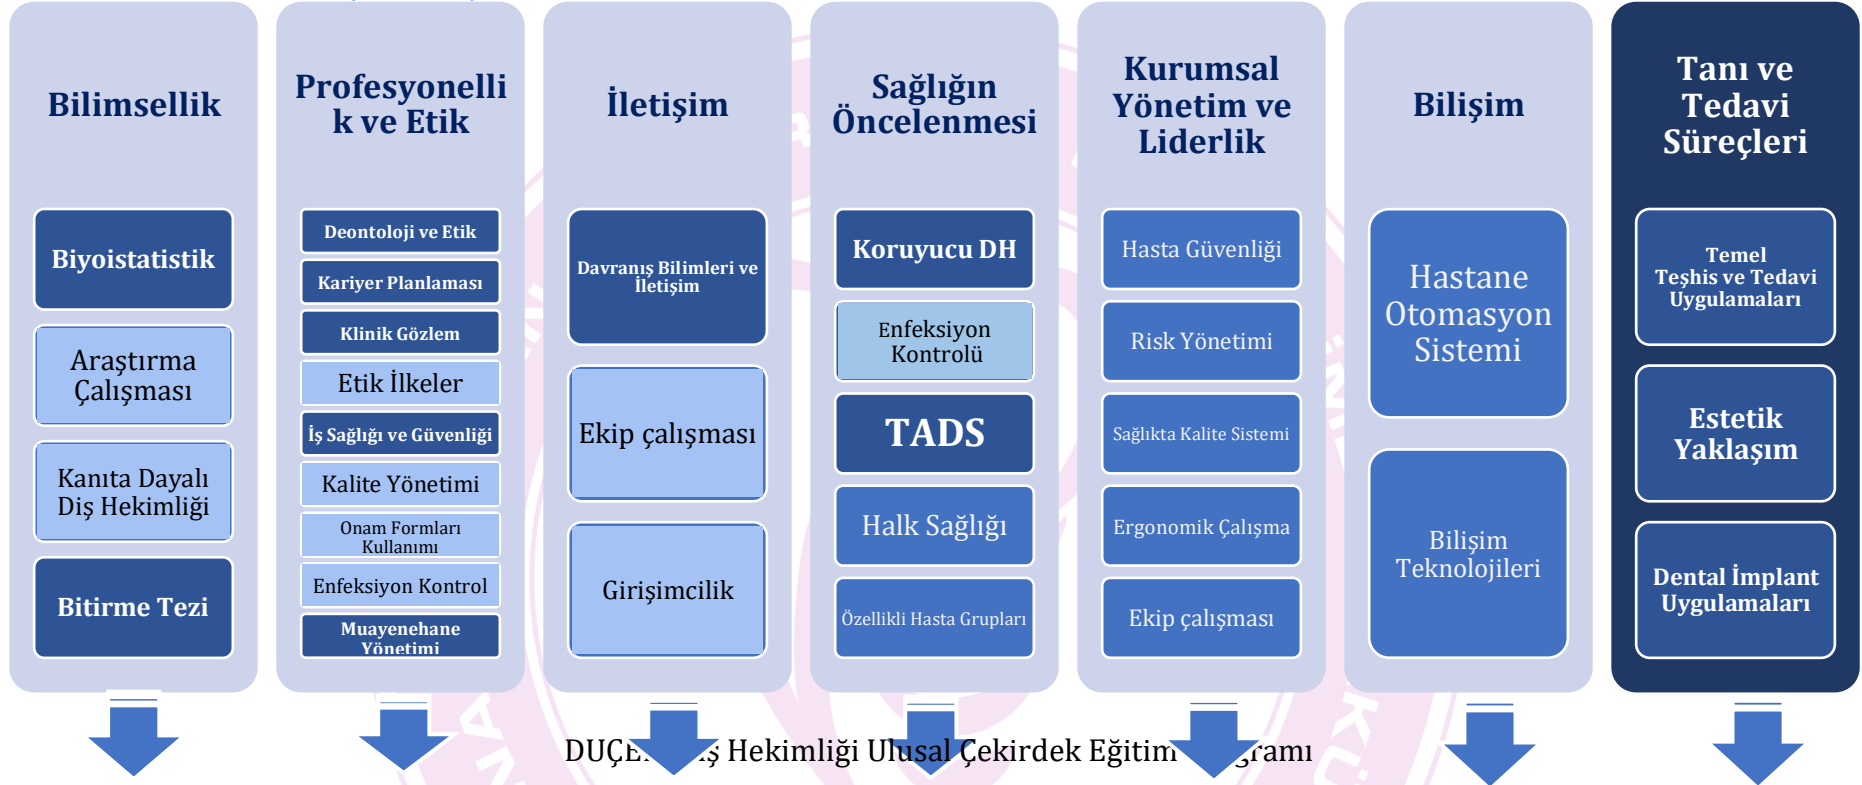 Bilimsellik
Biyoistatistik
Araştırma
Çalışması
Kanıta Dayalı
Diş Hekimliği
Bitirme Tezi
Profesyonelli
k ve Etik
Deontoloji ve Etik
Kariyer Planlaması
Klinik Gözlem
Etik İlkeler
İş Sağlığı ve Güvenliği
Kalite Yönetimi
Onam Formları
Kullanımı
Enfeksiyon Kontrol
Muayenehane
Yönetimi
İletişim
Davranış Bilimleri ve
İletişim
Ekip çalışması
Girişimcilik
Sağlığın
Öncelenmesi
Koruyucu DH
Enfeksiyon
Kontrolü
TADS
Halk Sağlığı
Özellikli Hasta Grupları
Kurumsal
Yönetim ve
Liderlik
Hasta Güvenliği
Risk Yönetimi
Sağlıkta Kalite Sistemi
Ergonomik Çalışma
Ekip çalışması
Bilişim
Hastane
Otomasyon
Sistemi
Bilişim
Teknolojileri
Tanı ve
Tedavi
Süreçleri
Temel
Teşhis ve Tedavi
Uygulamaları
Estetik
Yaklaşım
Dental İmplant
Uygulamaları
Hekimliği Ulusal Çekirdek Eğitim